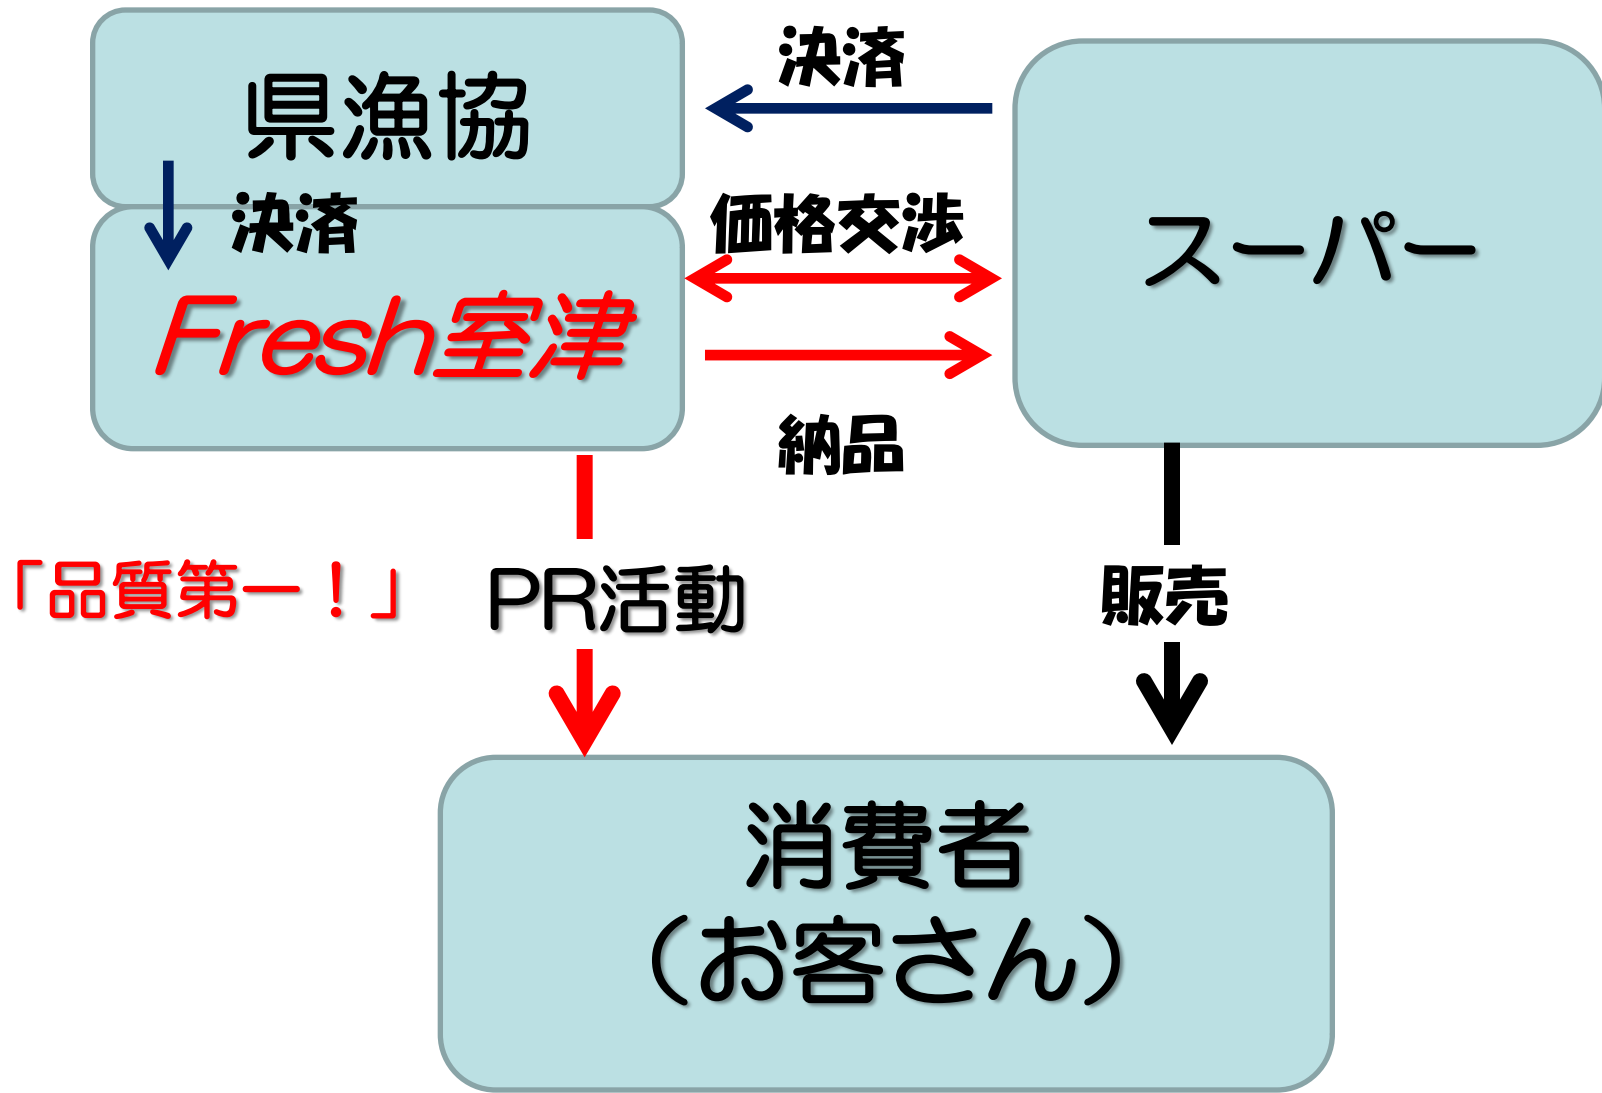 県漁協
決済
Fresh室津
決済
価格交渉
納品
スーパー
「品質第一！」
PR活動
販売
消費者
（お客さん）